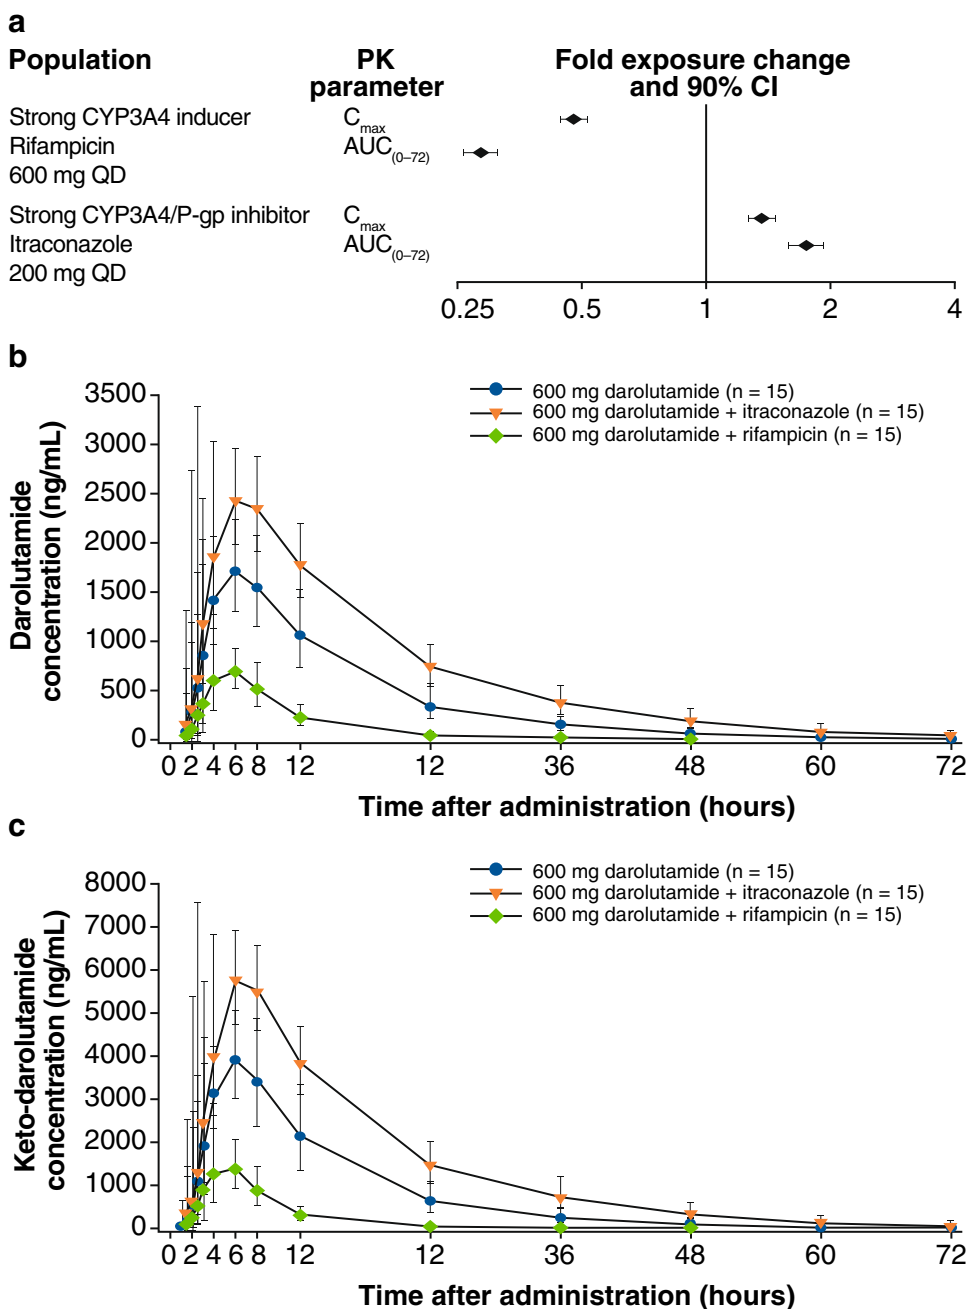 a
Population
PK
parameter
Fold exposure change
and 90% CI
Strong CYP3A4 inducer
Rifampicin
600 mg QD
Cmax
AUC(0–72)
Strong CYP3A4/P-gp inhibitor
Itraconazole
200 mg QD
Cmax
AUC(0–72)
0.25 0.5 1 2 4
b
Darolutamide
concentration (ng/mL)
3500
3000
2500
2000
1500
1000
500
0
600 mg darolutamide (n = 15)
600 mg darolutamide + itraconazole (n = 15)
600 mg darolutamide + rifampicin (n = 15)
0 2 4 6 8 12 12 36 48 60 72
Time after administration (hours)
c
Keto-darolutamide
concentration (ng/mL)
8000
7000
6000
5000
4000
3000
2000
1000
0
600 mg darolutamide (n = 15)
600 mg darolutamide + itraconazole (n = 15)
600 mg darolutamide + rifampicin (n = 15)
0 2 4 6 8 12 12 36 48 60 72
Time after administration (hours)